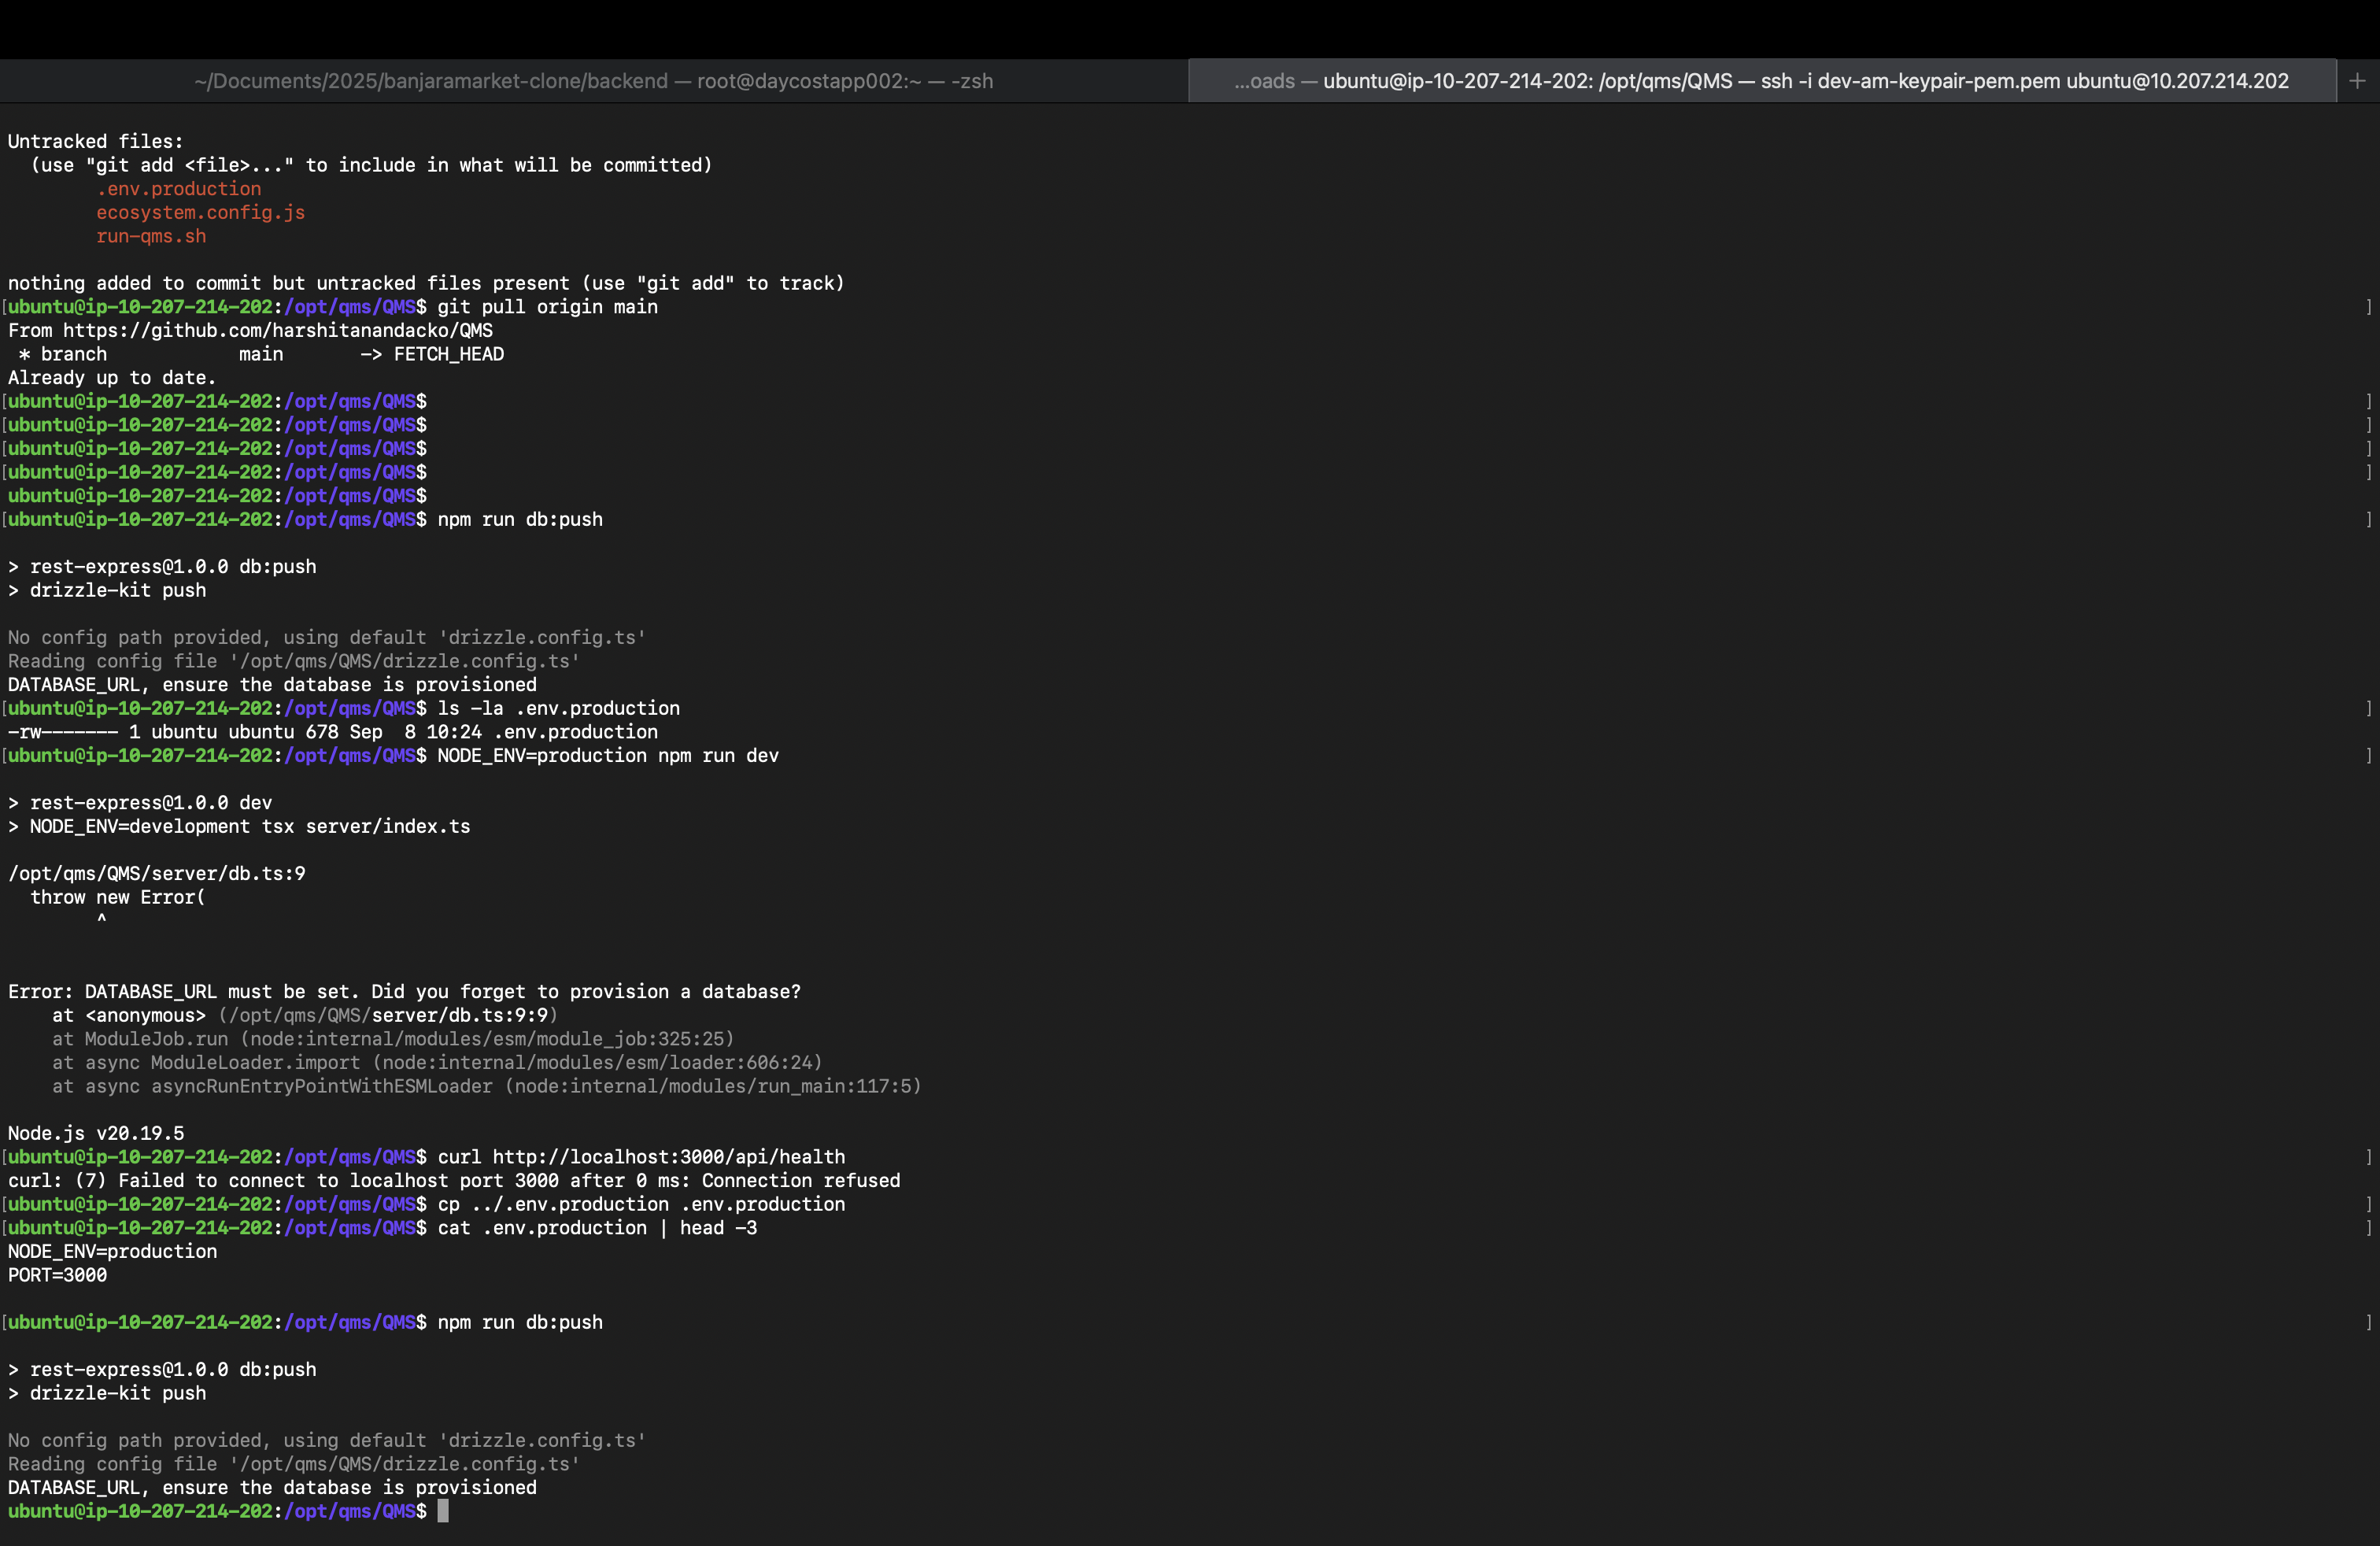 ~/Documents/2025/banjaramarket-clone/backend — root@daycostapp002:~ — -zsh
...oads — ubuntu@ip-10-207-214-202: /opt/qms/QMS — ssh -i dev-am-keypair-pem.pem ubuntu@10.207.214.202 +
Untracked files:
  (use "git add <file>..." to include in what will be committed)
        .env.production
        ecosystem.config.js
        run-qms.sh

nothing added to commit but untracked files present (use "git add" to track)
[ubuntu@ip-10-207-214-202:/opt/qms/QMS$ git pull origin main ]
From https://github.com/harshitanandacko/QMS
 * branch            main       -> FETCH_HEAD
Already up to date.
[ubuntu@ip-10-207-214-202:/opt/qms/QMS$ ]
[ubuntu@ip-10-207-214-202:/opt/qms/QMS$ ]
[ubuntu@ip-10-207-214-202:/opt/qms/QMS$ ]
[ubuntu@ip-10-207-214-202:/opt/qms/QMS$ ]
ubuntu@ip-10-207-214-202:/opt/qms/QMS$
[ubuntu@ip-10-207-214-202:/opt/qms/QMS$ npm run db:push ]

> rest-express@1.0.0 db:push
> drizzle-kit push

No config path provided, using default 'drizzle.config.ts'
Reading config file '/opt/qms/QMS/drizzle.config.ts'
DATABASE_URL, ensure the database is provisioned
[ubuntu@ip-10-207-214-202:/opt/qms/QMS$ ls -la .env.production ]
-rw------- 1 ubuntu ubuntu 678 Sep  8 10:24 .env.production
[ubuntu@ip-10-207-214-202:/opt/qms/QMS$ NODE_ENV=production npm run dev ]

> rest-express@1.0.0 dev
> NODE_ENV=development tsx server/index.ts

/opt/qms/QMS/server/db.ts:9
  throw new Error(
        ^

Error: DATABASE_URL must be set. Did you forget to provision a database?
    at <anonymous> (/opt/qms/QMS/server/db.ts:9:9)
    at ModuleJob.run (node:internal/modules/esm/module_job:325:25)
    at async ModuleLoader.import (node:internal/modules/esm/loader:606:24)
    at async asyncRunEntryPointWithESMLoader (node:internal/modules/run_main:117:5)

Node.js v20.19.5
[ubuntu@ip-10-207-214-202:/opt/qms/QMS$ curl http://localhost:3000/api/health ]
curl: (7) Failed to connect to localhost port 3000 after 0 ms: Connection refused
[ubuntu@ip-10-207-214-202:/opt/qms/QMS$ cp ../.env.production .env.production ]
[ubuntu@ip-10-207-214-202:/opt/qms/QMS$ cat .env.production | head -3 ]
NODE_ENV=production
PORT=3000

[ubuntu@ip-10-207-214-202:/opt/qms/QMS$ npm run db:push ]

> rest-express@1.0.0 db:push
> drizzle-kit push

No config path provided, using default 'drizzle.config.ts'
Reading config file '/opt/qms/QMS/drizzle.config.ts'
DATABASE_URL, ensure the database is provisioned
ubuntu@ip-10-207-214-202:/opt/qms/QMS$